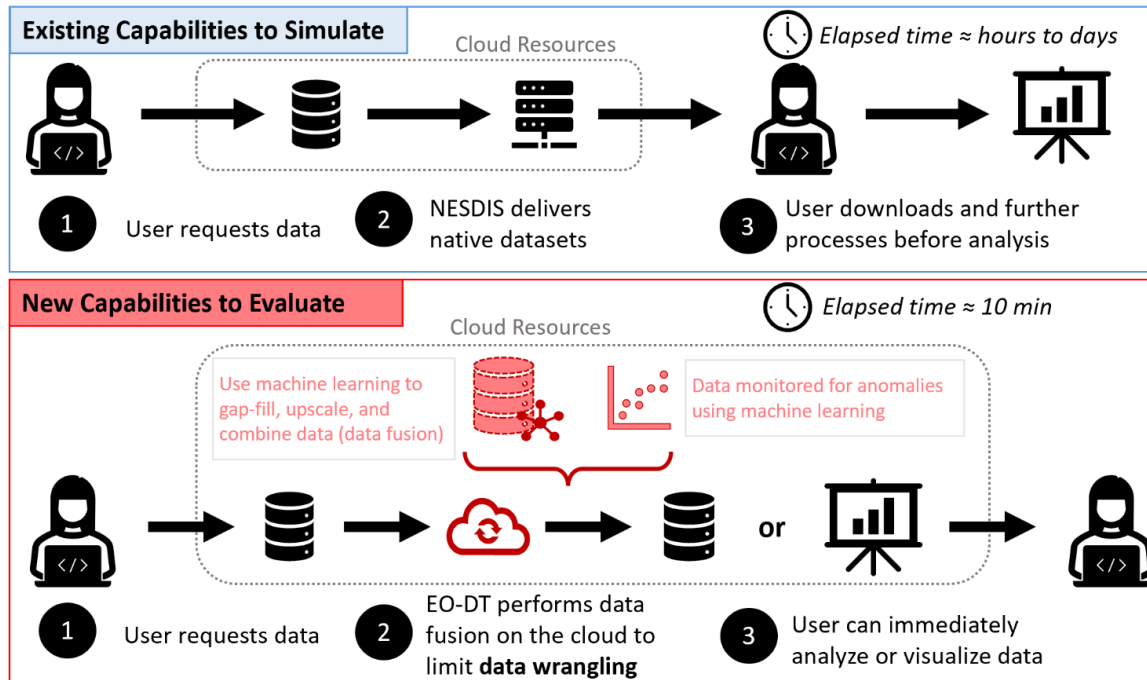 Existing Capabilities to Simulate
Cloud Resources
Elapsed time ≈ hours to days
</>
</>
1
User requests data
2
NESDIS delivers
native datasets
3
User downloads and further
processes before analysis
New Capabilities to Evaluate
Elapsed time ≈ 10 min
Cloud Resources
Use machine learning to
gap-fill, upscale, and
combine data (data fusion)
Data monitored for anomalies
using machine learning
</>
or
</>
1
User requests data
2
EO-DT performs data
fusion on the cloud to
limit data wrangling
3
User can immediately
analyze or visualize data